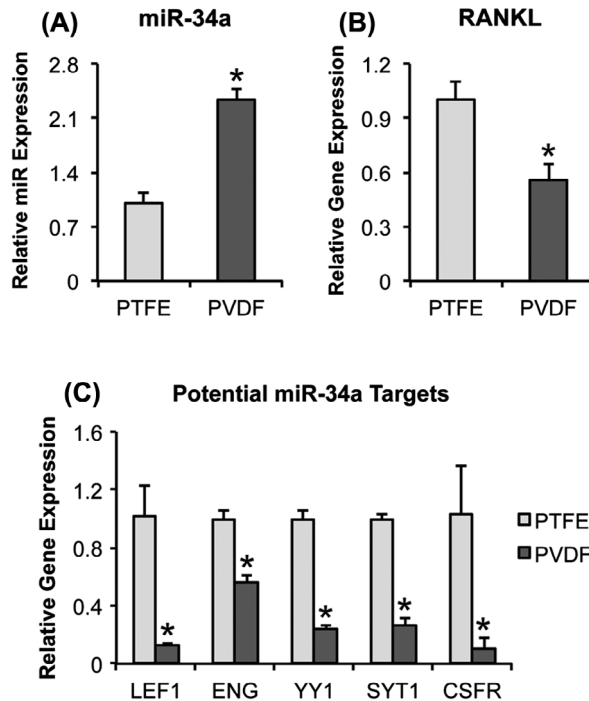 (A) miR-34a
Relative miR Expression
2.8
2.1
1.4
0.7
0
*
PTFE PVDF
(B) RANKL
Relative Gene Expression
1.2
0.9
0.6
0.3
0
*
PTFE PVDF
(C) Potential miR-34a Targets
Relative Gene Expression
1.6
1.2
0.8
0.4
0
* * * * *
LEF1 ENG YY1 SYT1 CSFR
PTFE
PVDF